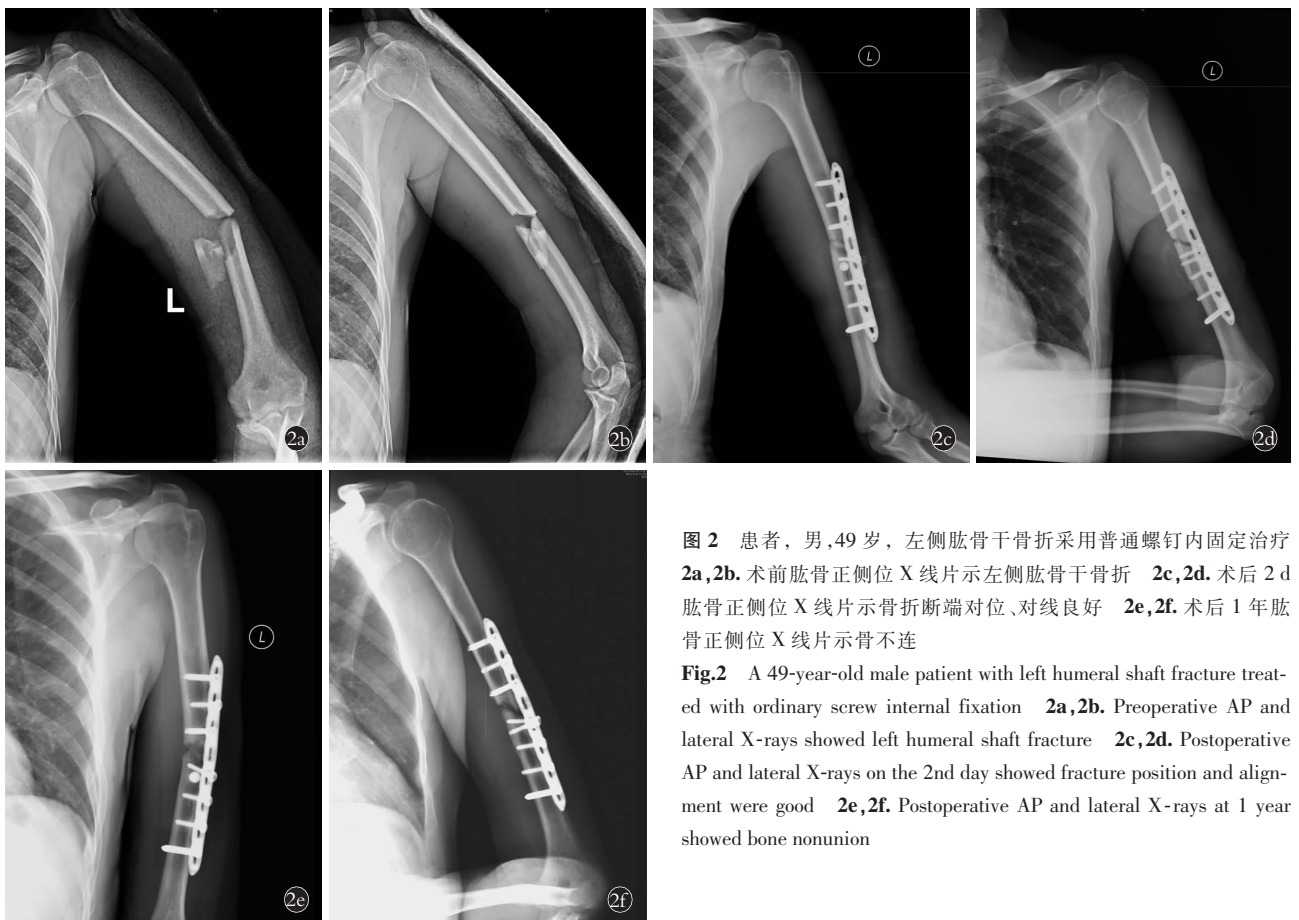 L
2a
2b
L
2c
L
2d
L
2e
2f
图 2 患者，男,49 岁，左侧肱骨干骨折采用普通螺钉内固定治疗
2a,2b. 术前肱骨正侧位 X 线片示左侧肱骨干骨折 2c,2d. 术后 2 d
肱骨正侧位 X 线片示骨折断端对位、对线良好 2e,2f. 术后 1 年肱
骨正侧位 X 线片示骨不连
Fig.2 A 49-year-old male patient with left humeral shaft fracture treat-
ed with ordinary screw internal fixation 2a,2b. Preoperative AP and
lateral X-rays showed left humeral shaft fracture 2c,2d. Postoperative
AP and lateral X-rays on the 2nd day showed fracture position and align-
ment were good 2e,2f. Postoperative AP and lateral X-rays at 1 year
showed bone nonunion